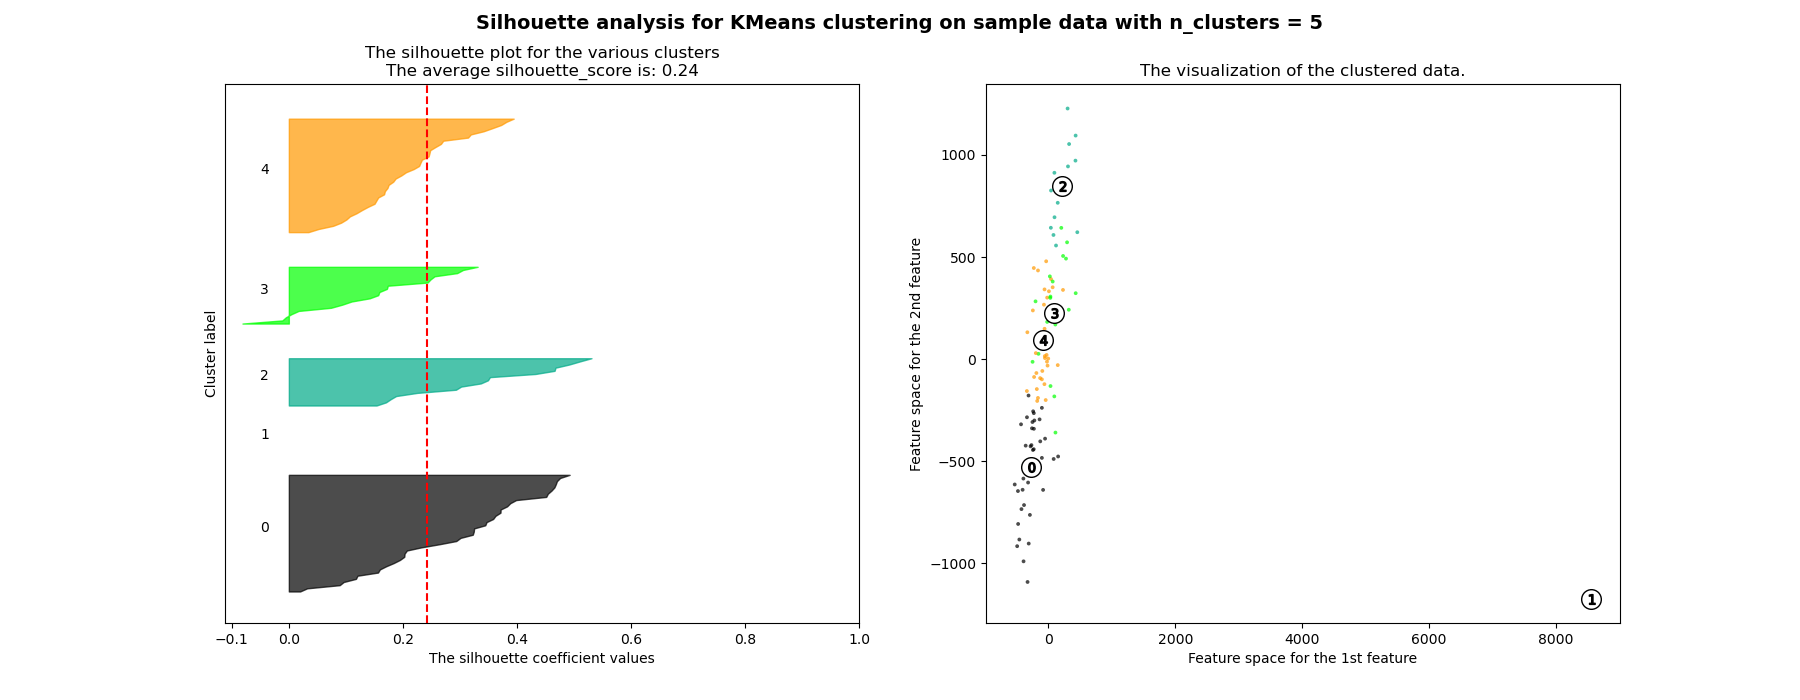 Silhouette analysis for KMeans clustering on sample data with n_clusters = 5
The silhouette plot for the various clusters
The average silhouette_score is: 0.24
Cluster label
4
3
2
1
0
−0.1 0.0 0.2 0.4 0.6 0.8 1.0
The silhouette coefficient values
The visualization of the clustered data.
Feature space for the 2nd feature
1000
500
0
−500
−1000
2
3
4
0
1
0 2000 4000 6000 8000
Feature space for the 1st feature